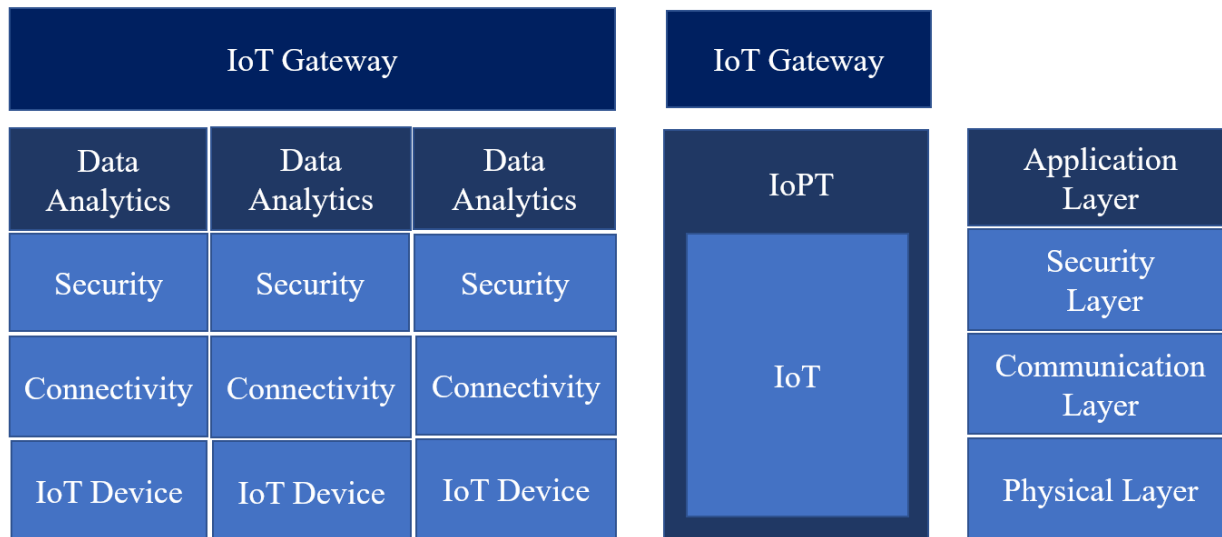 IoT Gateway
IoT Gateway
Data
Analytics
Data
Analytics
Data
Analytics
IoPT
Application
Layer
Security
Security
Security
Security
Layer
Connectivity
Connectivity
Connectivity
IoT
Communication
Layer
IoT Device
IoT Device
IoT Device
Physical Layer